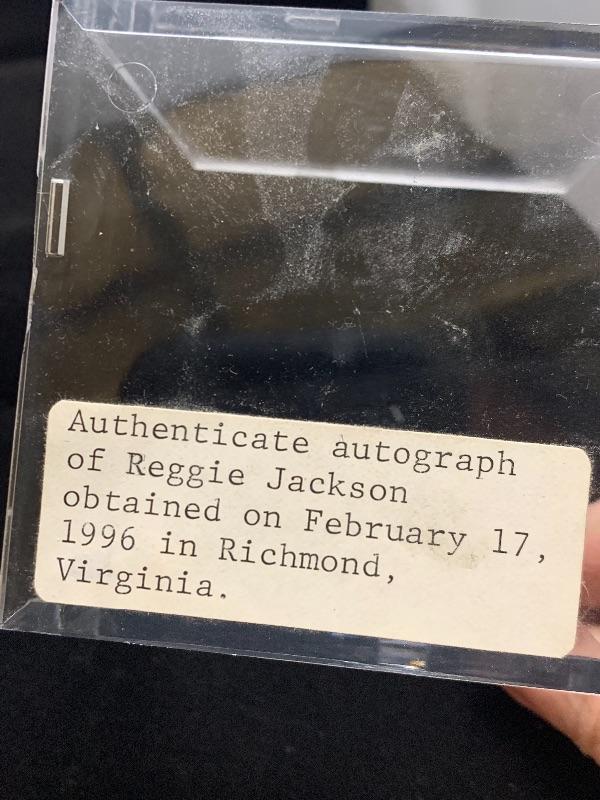 Authenticate autograph
of Reggie Jackson
obtained on February 17,
1996 in Richmond,
Virginia.